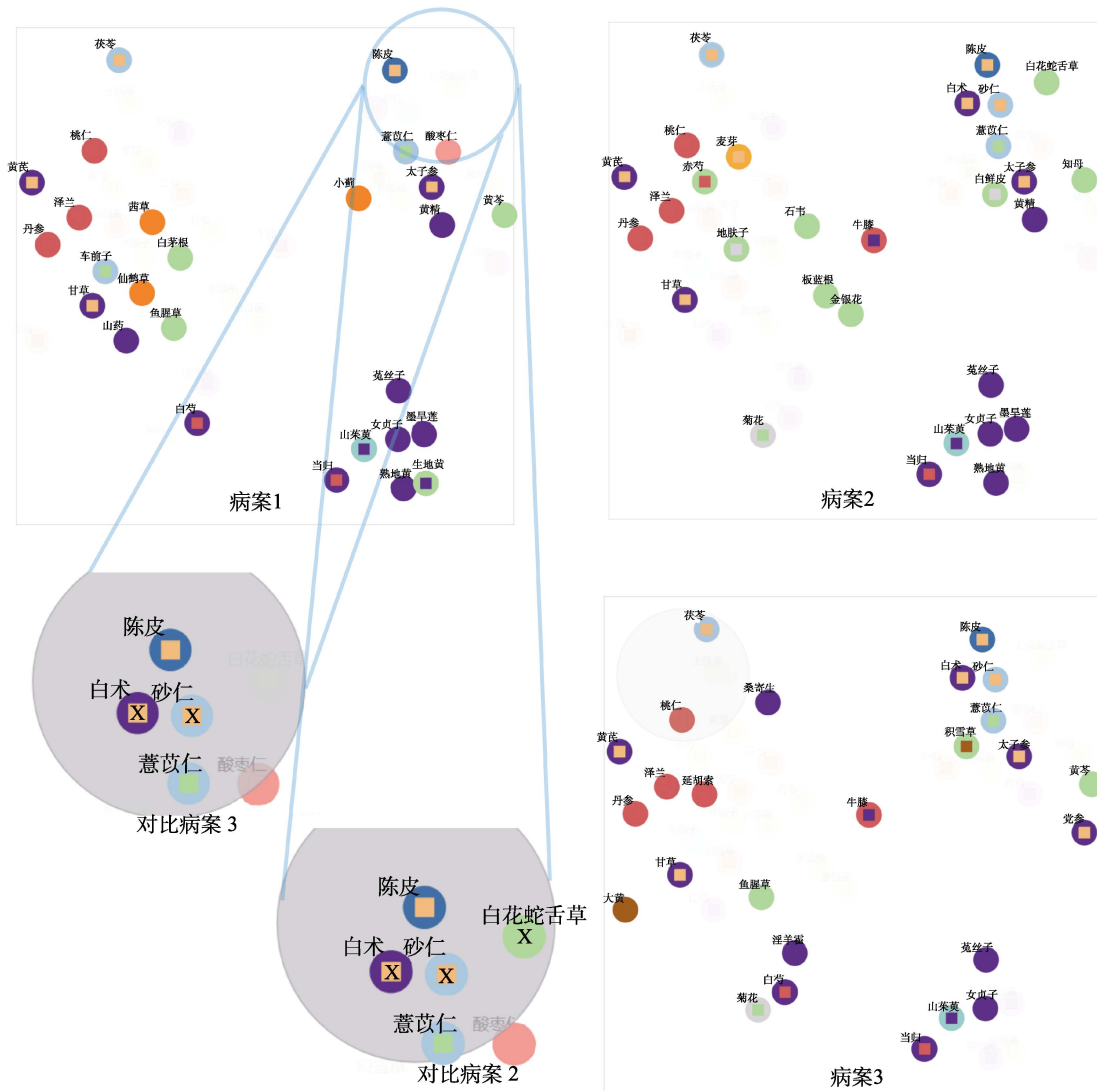 茯苓
陈皮
桃仁
薏苡仁 酸枣仁
黄芪
太子参
小蓟
黄精
黄芩
泽兰
茜草
丹参
白茅根
车前子
仙鹤草
甘草
鱼腥草
山药
菟丝子
白芍
女贞子 墨旱莲
山茱萸
当归
熟地黄 生地黄
病案1
茯苓
陈皮
白花蛇舌草
白术 砂仁
桃仁
麦芽
薏苡仁
黄芪
赤芍
太子参
知母
白鲜皮
泽兰
黄精
丹参
地肤子
石韦
牛膝
甘草
板蓝根
金银花
菟丝子
菊花
女贞子 墨旱莲
山茱萸
当归
熟地黄
病案2
陈皮
白花蛇舌草
白术 砂仁
X X
薏苡仁 酸枣仁
对比病案 3
陈皮
白花蛇舌草
X
白术 砂仁
X X
薏苡仁 酸枣仁
对比病案 2
茯苓
陈皮
白术 砂仁
桑寄生
桃仁
薏苡仁
积雪草
黄芪
太子参
泽兰 延胡索
黄芩
丹参
牛膝
党参
甘草
大黄
鱼腥草
淫羊藿
菟丝子
白芍
菊花
女贞子
山茱萸
当归
病案3